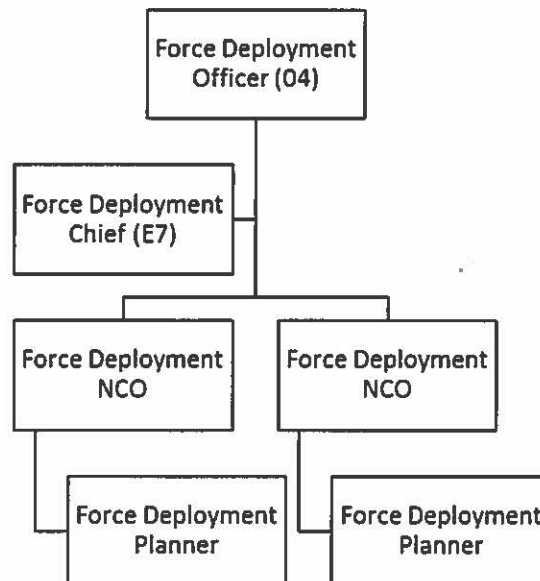 Force Deployment
Officer (04)
Force Deployment
Chief (E7)
Force Deployment
NCO
Force Deployment
NCO
Force Deployment
Planner
Force Deployment
Planner